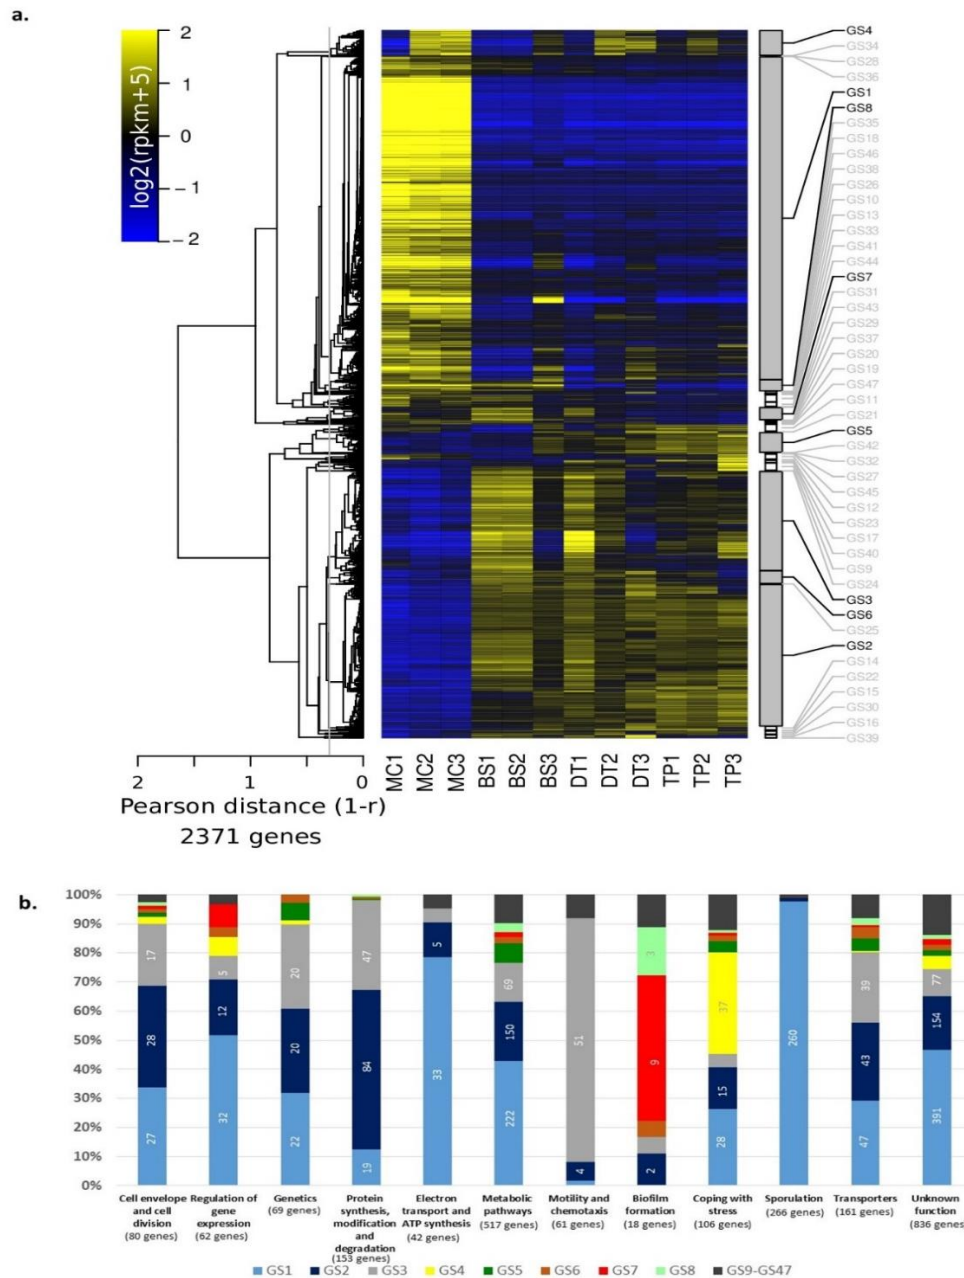 a.
2
1
0
-1
-2
log2(rpkm+5)
GS4
GS34
GS28
GS36
GS1
GS8
GS35
GS18
GS46
GS38
GS26
GS10
GS13
GS33
GS41
GS44
GS7
GS31
GS43
GS29
GS37
GS20
GS19
GS47
GS11
GS21
GS5
GS42
GS32
GS27
GS45
GS12
GS23
GS17
GS40
GS9
GS24
GS3
GS6
GS25
GS2
GS14
GS22
GS15
GS30
GS16
GS39
2 1 0
MC1 MC2 MC3 BS1 BS2 BS3 DT1 DT2 DT3 TP1 TP2 TP3
Pearson distance (1-r)
2371 genes
b.
100%
90%
80%
70%
60%
50%
40%
30%
20%
10%
0%
17 28 27
5 12 32
20 20 22
47 84 19
5 33
69 150 222
51 4
3 9 2
37 15 28
260
39 43 47
77 154 391
Cell envelope and cell division (80 genes)
Regulation of gene expression (62 genes)
Genetics (69 genes)
Protein synthesis, modification and degradation (153 genes)
Electron transport and ATP synthesis (42 genes)
Metabolic pathways (517 genes)
Motility and chemotaxis (61 genes)
Biofilm formation (18 genes)
Coping with stress (106 genes)
Sporulation (266 genes)
Transporters (161 genes)
Unknown function (836 genes)
GS1 GS2 GS3 GS4 GS5 GS6 GS7 GS8 GS9-GS47